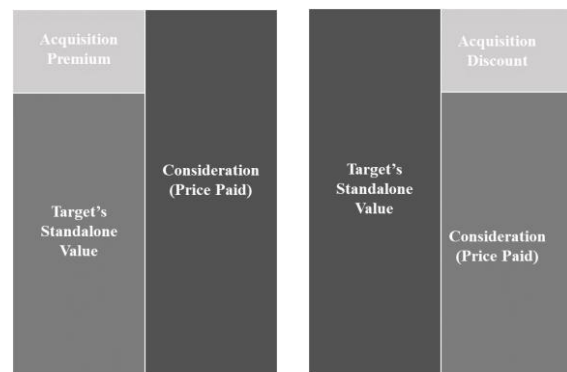 Acquisition
Premium
Target's
Standalone
Value
Consideration
(Price Paid)
Target's
Standalone
Value
Acquisition
Discount
Consideration
(Price Paid)